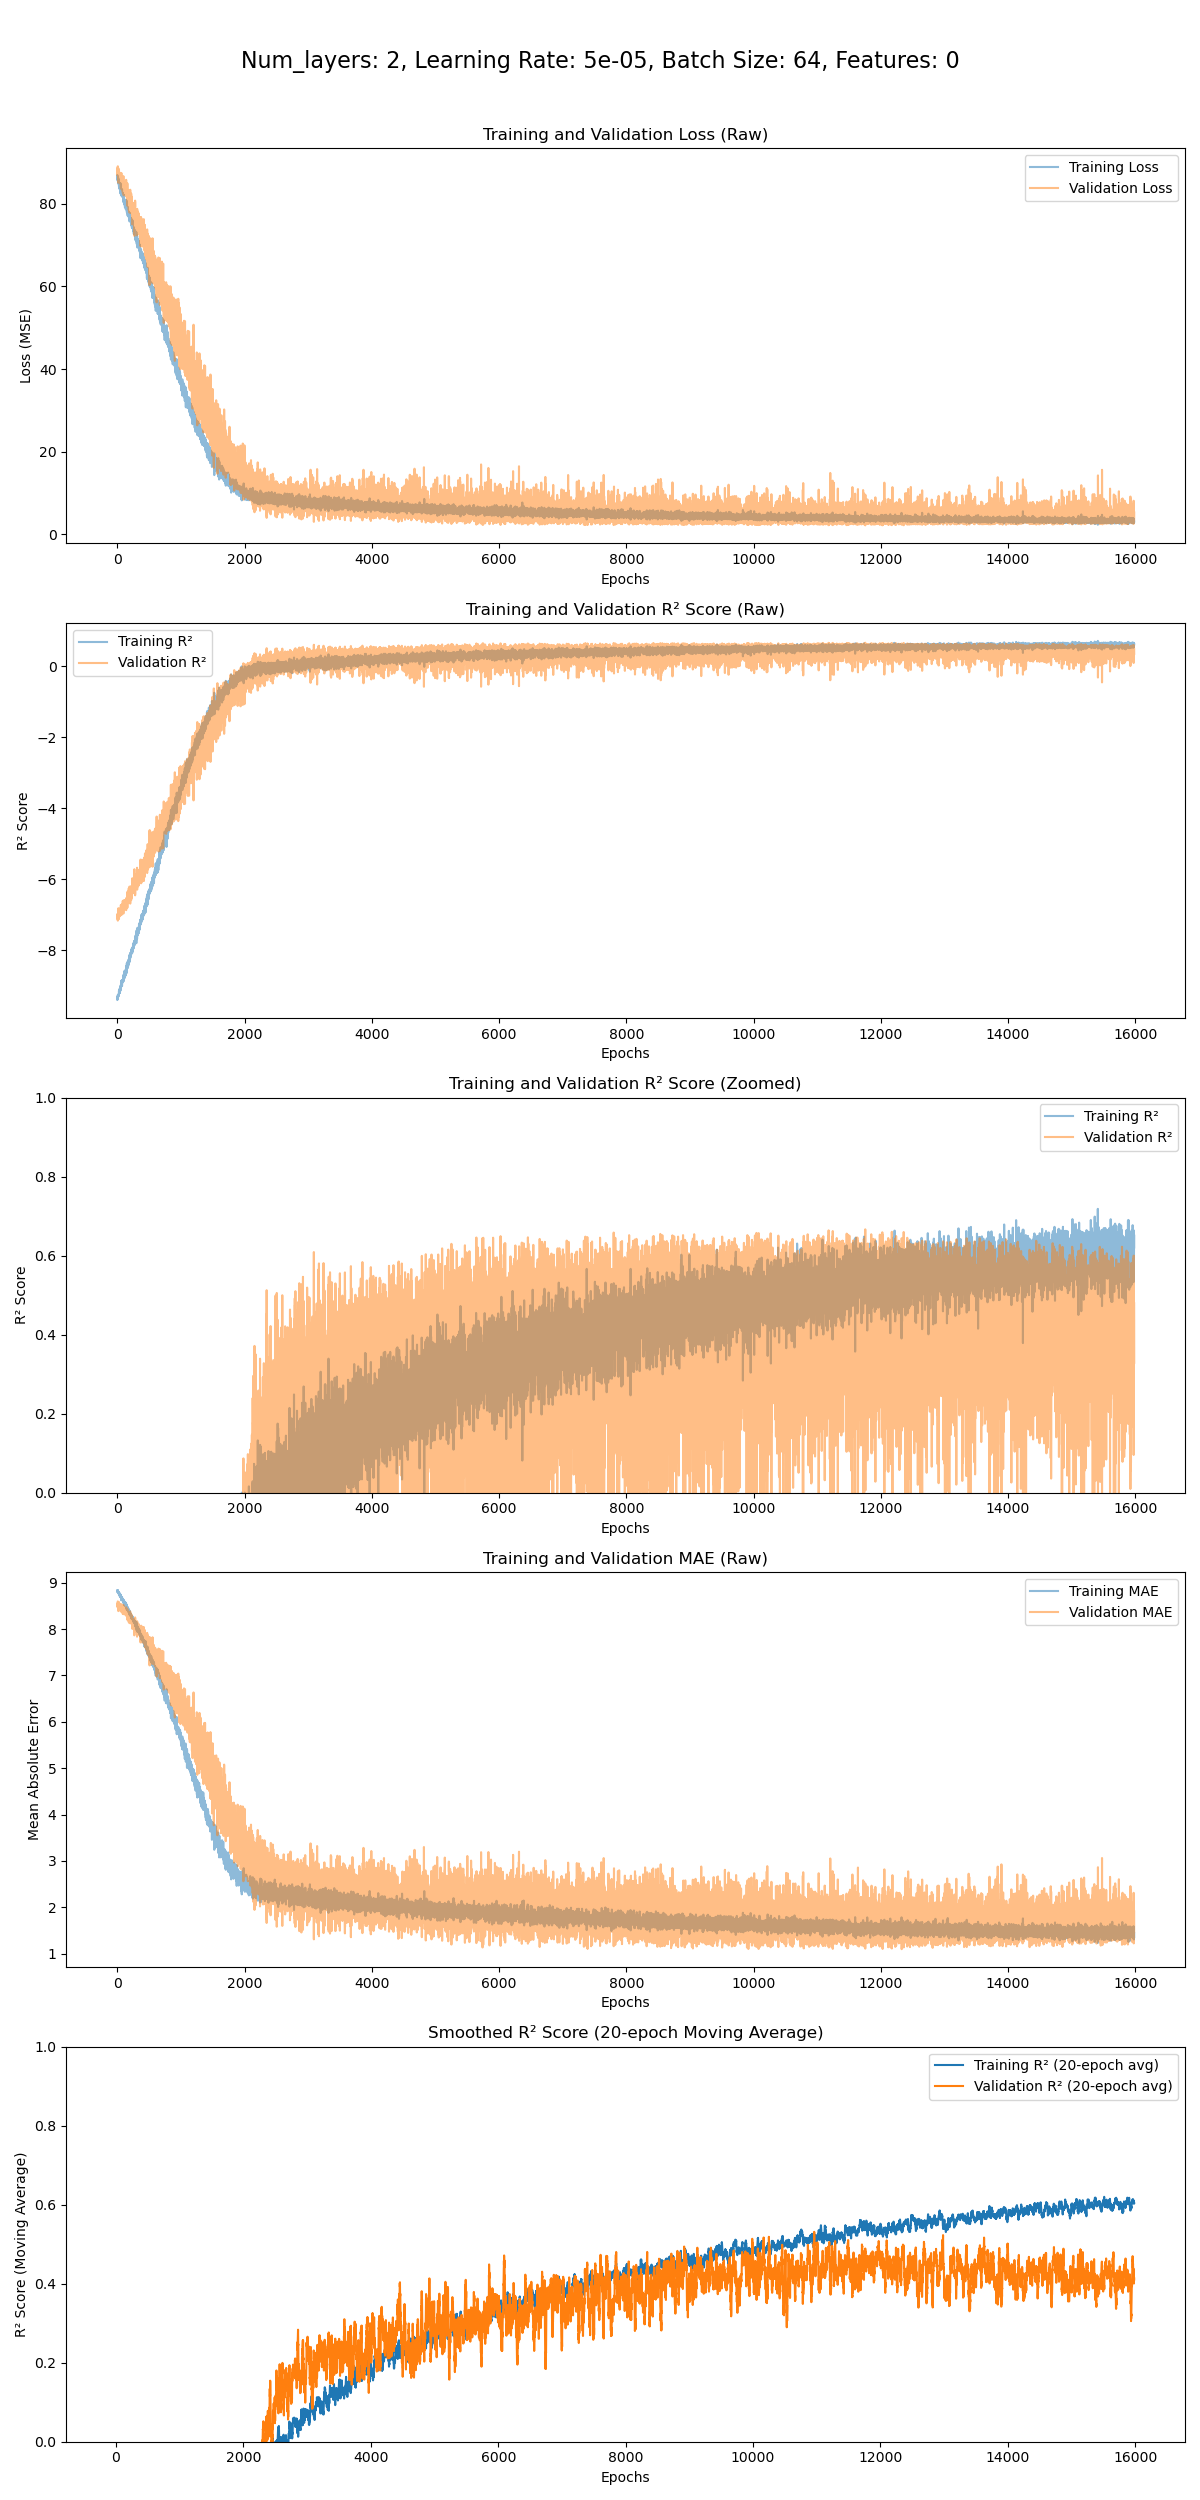 Num_layers: 2, Learning Rate: 5e-05, Batch Size: 64, Features: 0
Training and Validation Loss (Raw)
Training Loss
Validation Loss
80
60
40
20
0
Loss (MSE)
0 2000 4000 6000 8000 10000 12000 14000 16000
Epochs
Training and Validation R² Score (Raw)
Training R²
Validation R²
0
−2
−4
−6
−8
R² Score
0 2000 4000 6000 8000 10000 12000 14000 16000
Epochs
Training and Validation R² Score (Zoomed)
Training R²
Validation R²
1.0
0.8
0.6
0.4
0.2
0.0
R² Score
0 2000 4000 6000 8000 10000 12000 14000 16000
Epochs
Training and Validation MAE (Raw)
Training MAE
Validation MAE
9
8
7
6
5
4
3
2
1
Mean Absolute Error
0 2000 4000 6000 8000 10000 12000 14000 16000
Epochs
Smoothed R² Score (20-epoch Moving Average)
Training R² (20-epoch avg)
Validation R² (20-epoch avg)
1.0
0.8
0.6
0.4
0.2
0.0
R² Score (Moving Average)
0 2000 4000 6000 8000 10000 12000 14000 16000
Epochs